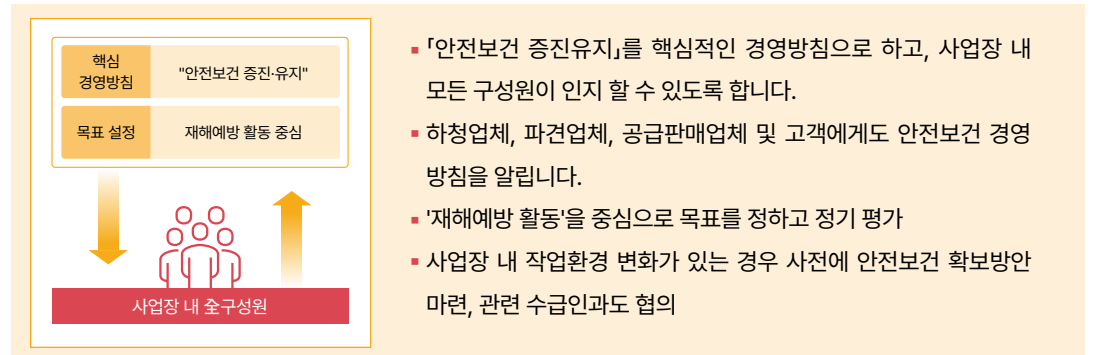 핵심
경영방침
"안전보건 증진·유지"
목표 설정
재해예방 활동 중심
사업장 내 全구성원
▪ 「안전보건 증진유지」를 핵심적인 경영방침으로 하고, 사업장 내
모든 구성원이 인지 할 수 있도록 합니다.
▪ 하청업체, 파견업체, 공급판매업체 및 고객에게도 안전보건 경영
방침을 알립니다.
▪ '재해예방 활동'을 중심으로 목표를 정하고 정기 평가
▪ 사업장 내 작업환경 변화가 있는 경우 사전에 안전보건 확보방안
마련, 관련 수급인과도 협의